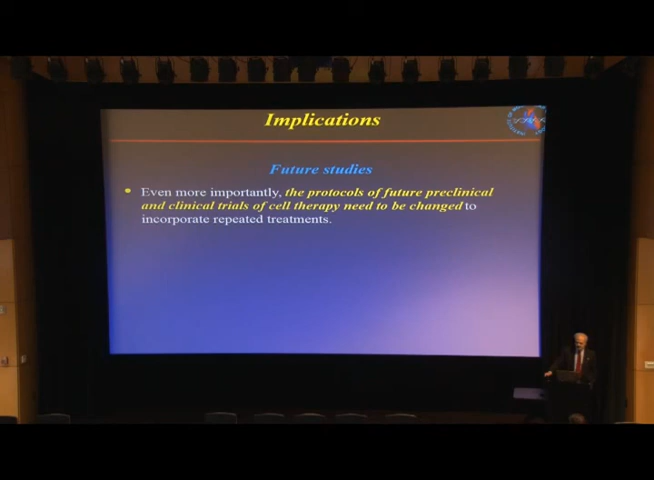 Implications
Future studies
Even more importantly, the protocols of future preclinical
and clinical trials of cell therapy need to be changed to
incorporate repeated treatments.